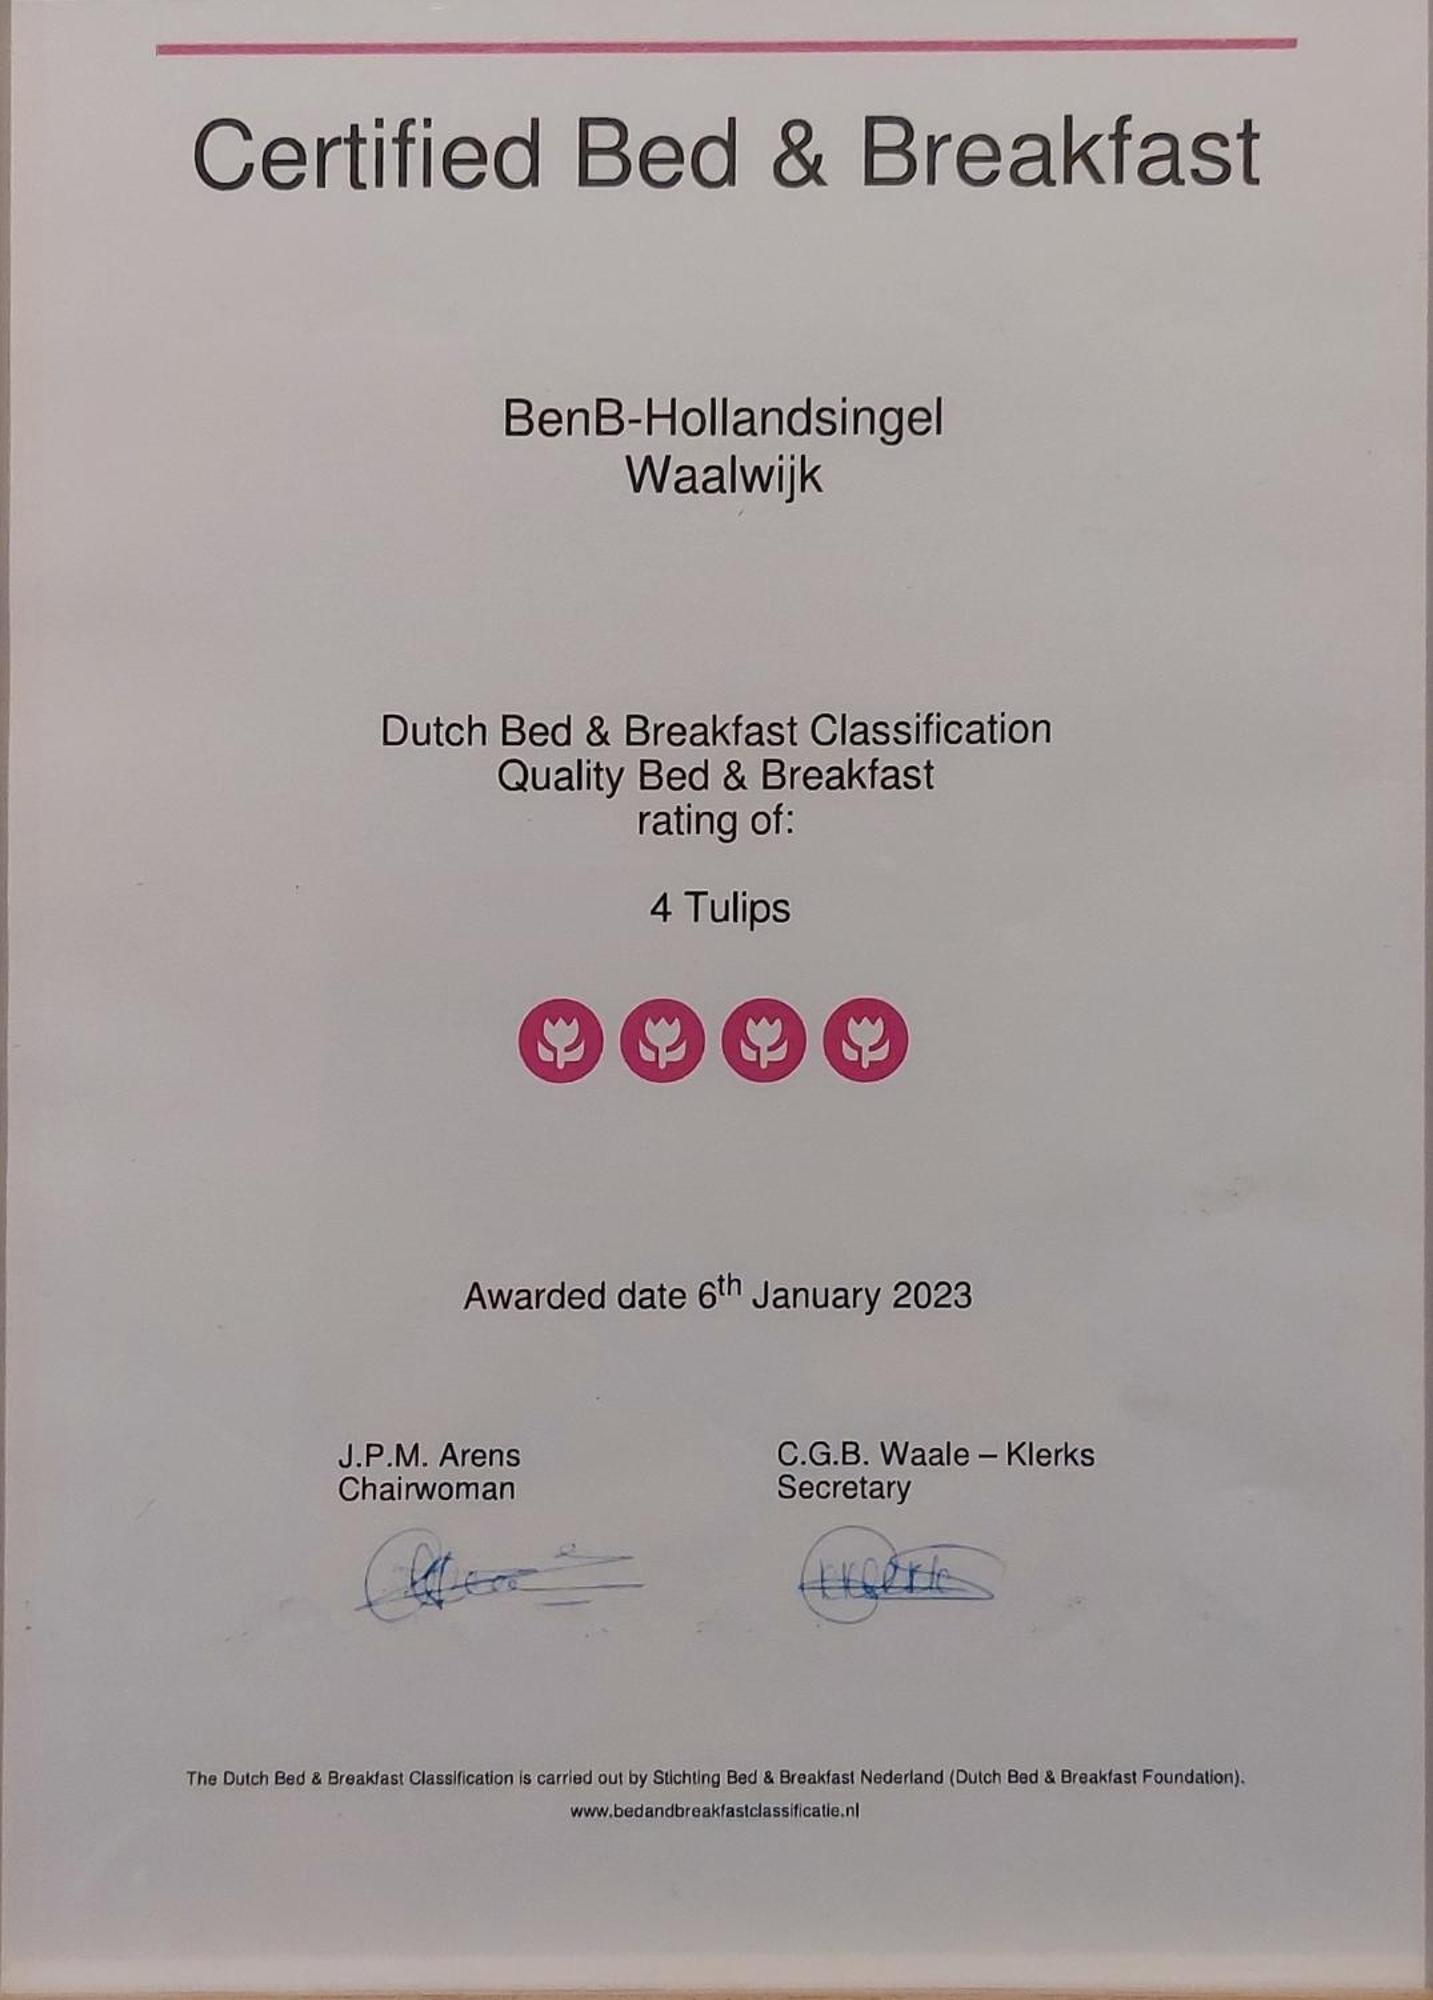 Certified Bed & Breakfast
BenB-Hollandsingel
Waalwijk
Dutch Bed & Breakfast Classification
Quality Bed & Breakfast
rating of:
4 Tulips
Awarded date 6th January 2023
J.P.M. Arens
Chairwoman
C.G.B. Waale – Klerks
Secretary
The Dutch Bed & Breakfast Classification is carried out by Stichting Bed & Breakfast Nederland (Dutch Bed & Breakfast Foundation).
www.bedandbreakfastclassificatie.nl